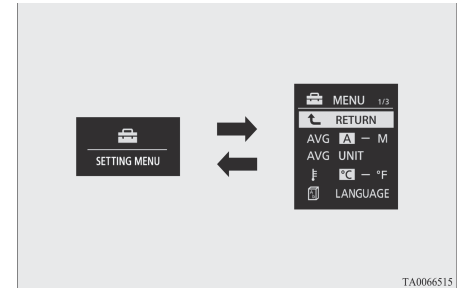 SETTING MENU
MENU 1/3
RETURN
AVG A – M
AVG UNIT
°C – °F
LANGUAGE
TA0066515